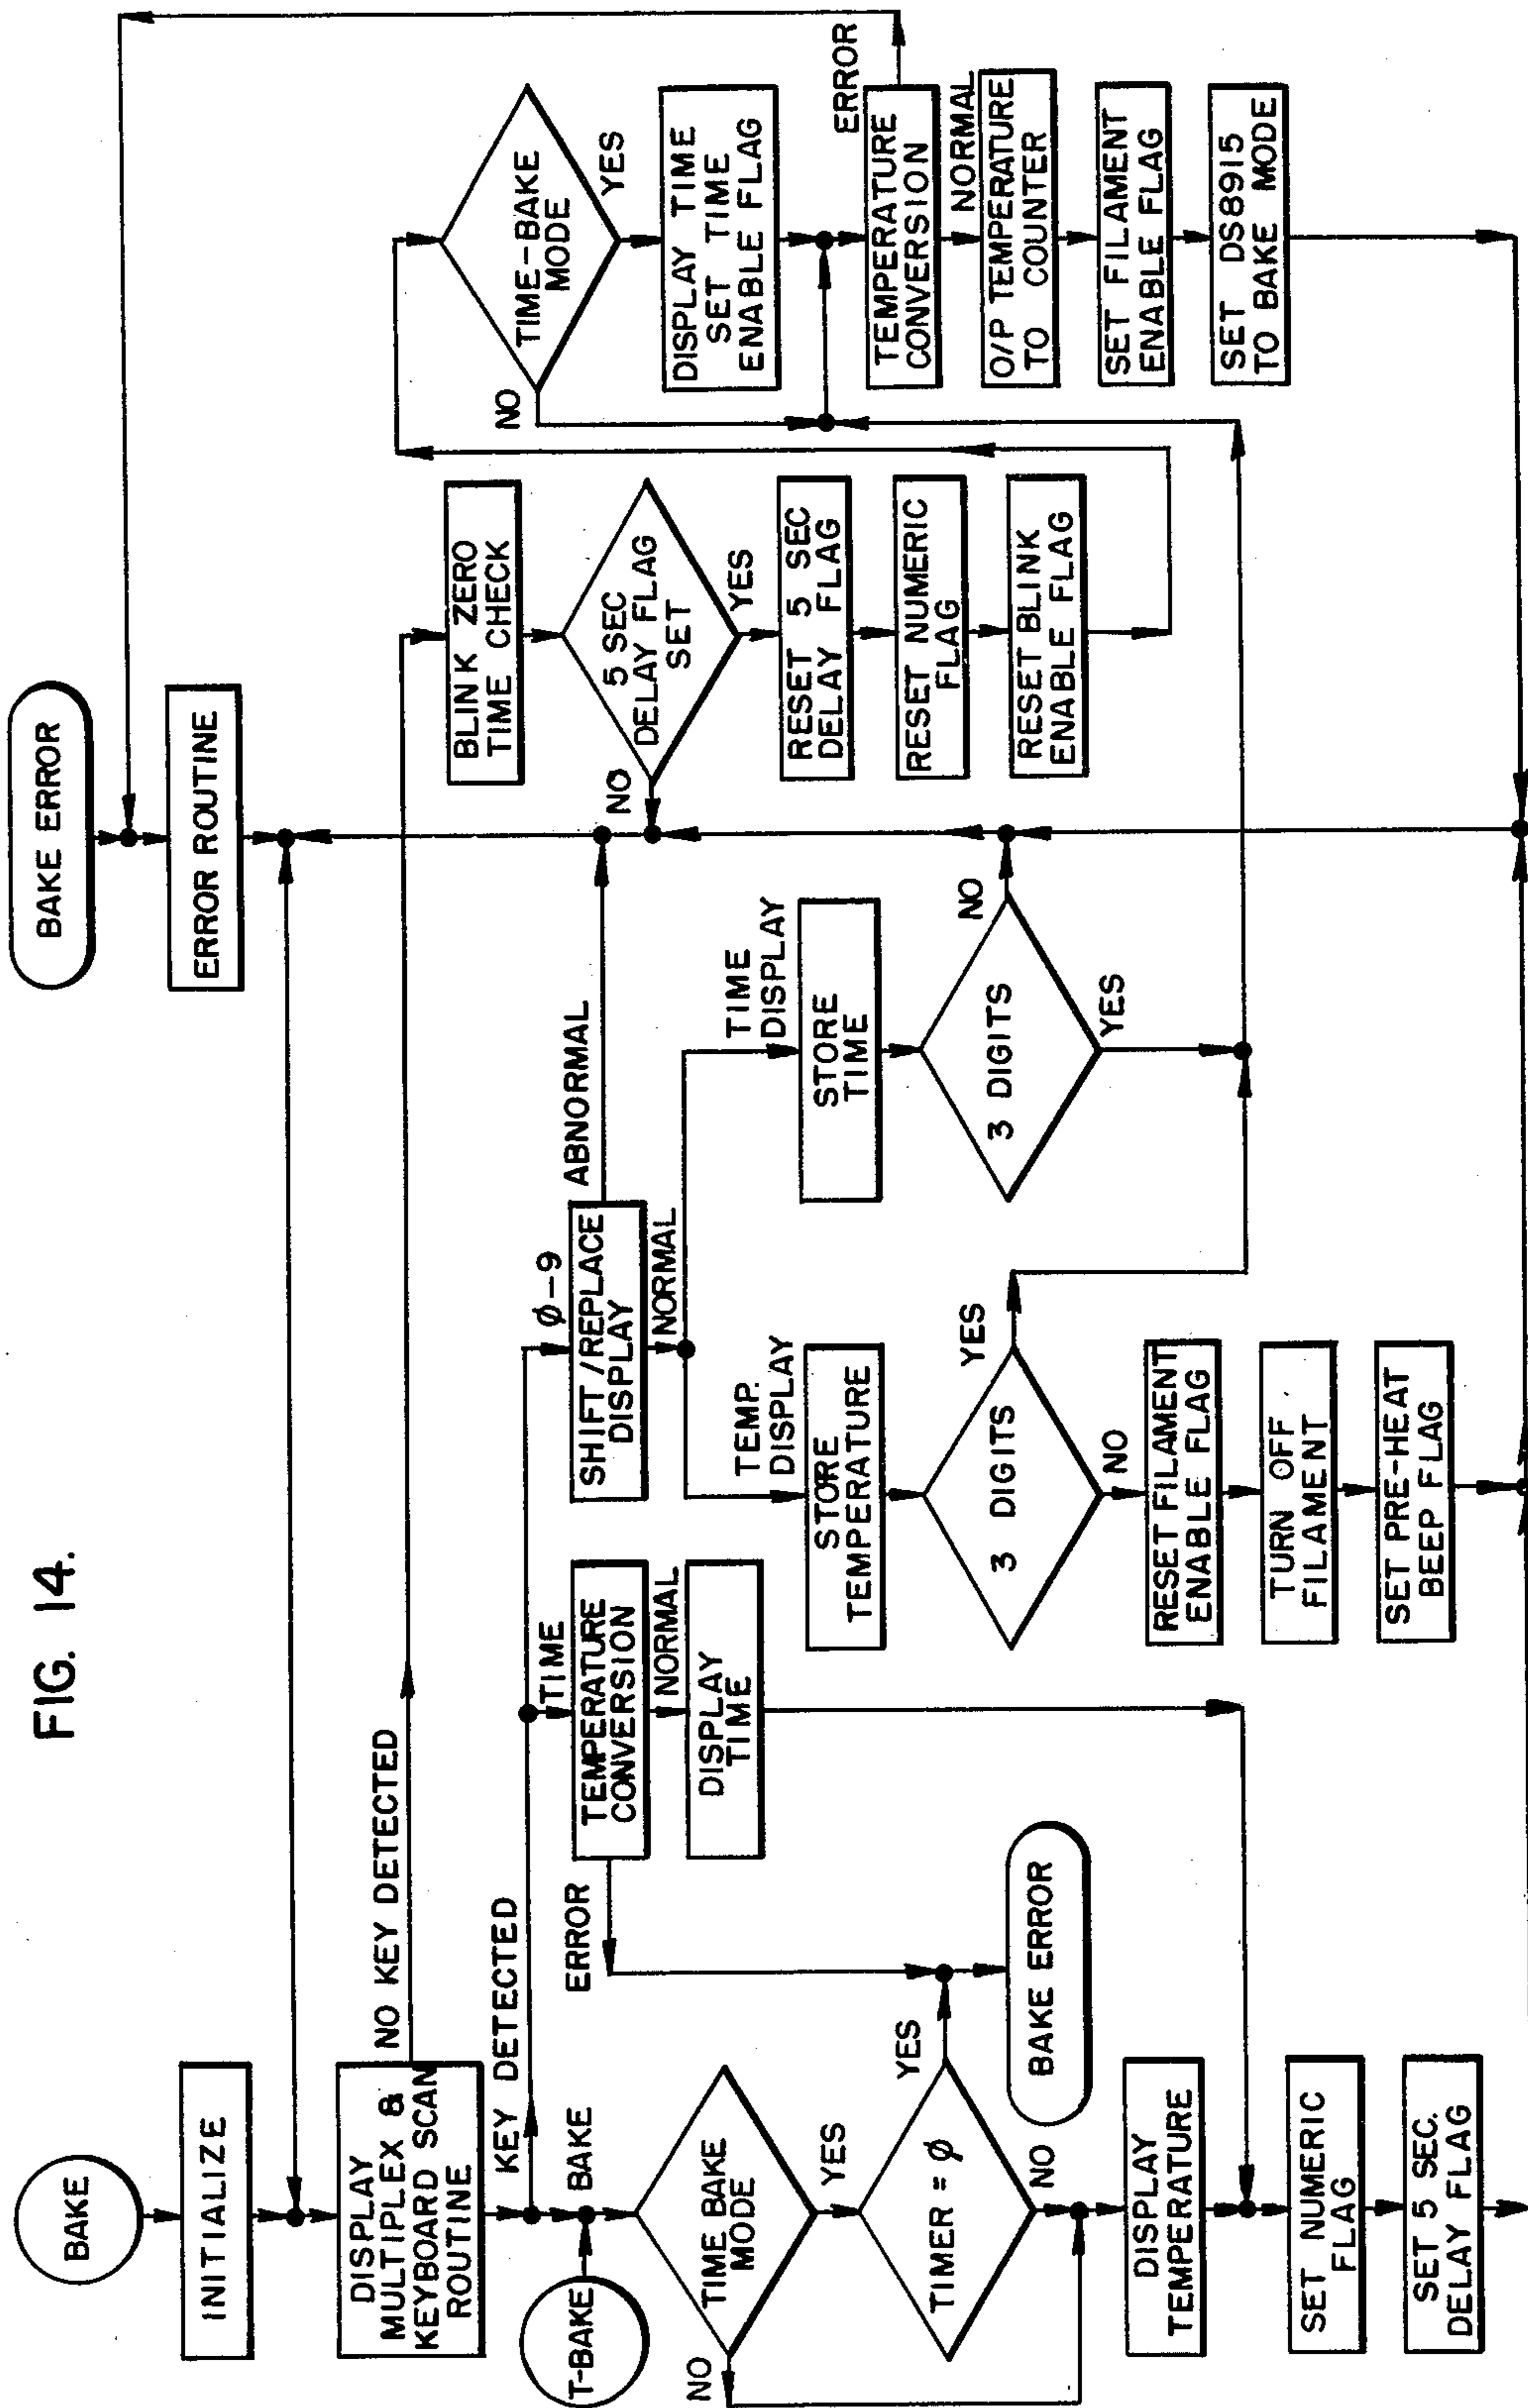 FIG. 14.
BAKE
INITIALIZE
DISPLAY
MULTIPLEX &
KEYBOARD SCAN
ROUTINE
NO KEY DETECTED
KEY DETECTED
BAKE
T-BAKE
TIME BAKE
MODE
NO
YES
TIMER = Ø
YES
NO
BAKE ERROR
DISPLAY
TEMPERATURE
SET NUMERIC
FLAG
SET 5 SEC.
DELAY FLAG
TIME
TEMPERATURE
CONVERSION
ERROR
NORMAL
DISPLAY
TIME
Ø-9
SHIFT/REPLACE
DISPLAY
ABNORMAL
NORMAL
TEMP.
DISPLAY
STORE
TEMPERATURE
3 DIGITS
YES
NO
RESET FILAMENT
ENABLE FLAG
TURN OFF
FILAMENT
SET PRE-HEAT
BEEP FLAG
TIME
DISPLAY
STORE
TIME
3 DIGITS
NO
YES
BAKE ERROR
ERROR ROUTINE
BLINK ZERO
TIME CHECK
5 SEC
DELAY FLAG
SET
NO
YES
RESET 5 SEC
DELAY FLAG
RESET NUMERIC
FLAG
RESET BLINK
ENABLE FLAG
TIME-BAKE
MODE
NO
YES
DISPLAY TIME
SET TIME
ENABLE FLAG
TEMPERATURE
CONVERSION
ERROR
NORMAL
O/P TEMPERATURE
TO COUNTER
SET FILAMENT
ENABLE FLAG
SET DS8915
TO BAKE MODE